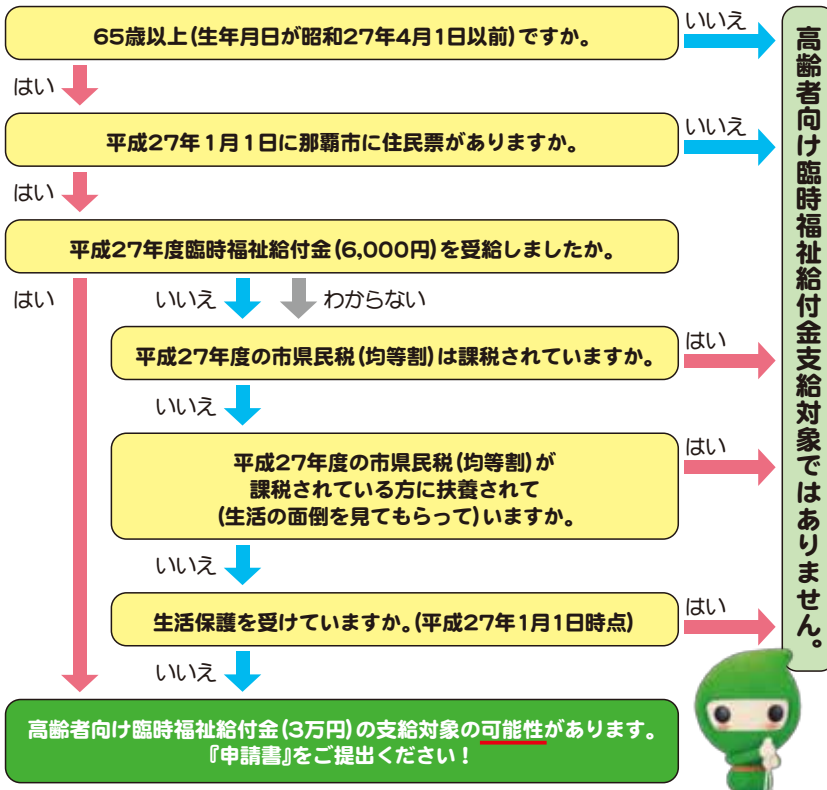 65歳以上(生年月日が昭和27年4月1日以前)ですか。
いいえ
はい
平成27年1月1日に那覇市に住民票がありますか。
いいえ
はい
平成27年度臨時福祉給付金(6,000円)を受給しましたか。
はい
いいえ
わからない
平成27年度の市県民税(均等割)は課税されていますか。
はい
いいえ
平成27年度の市県民税(均等割)が
課税されている方に扶養されて
(生活の面倒を見てもらって)いますか。
はい
いいえ
生活保護を受けていますか。(平成27年1月1日時点)
はい
いいえ
高齢者向け臨時福祉給付金(3万円)の支給対象の可能性があります。
『申請書』をご提出ください！
高齢者向け臨時福祉給付金支給対象ではありません。